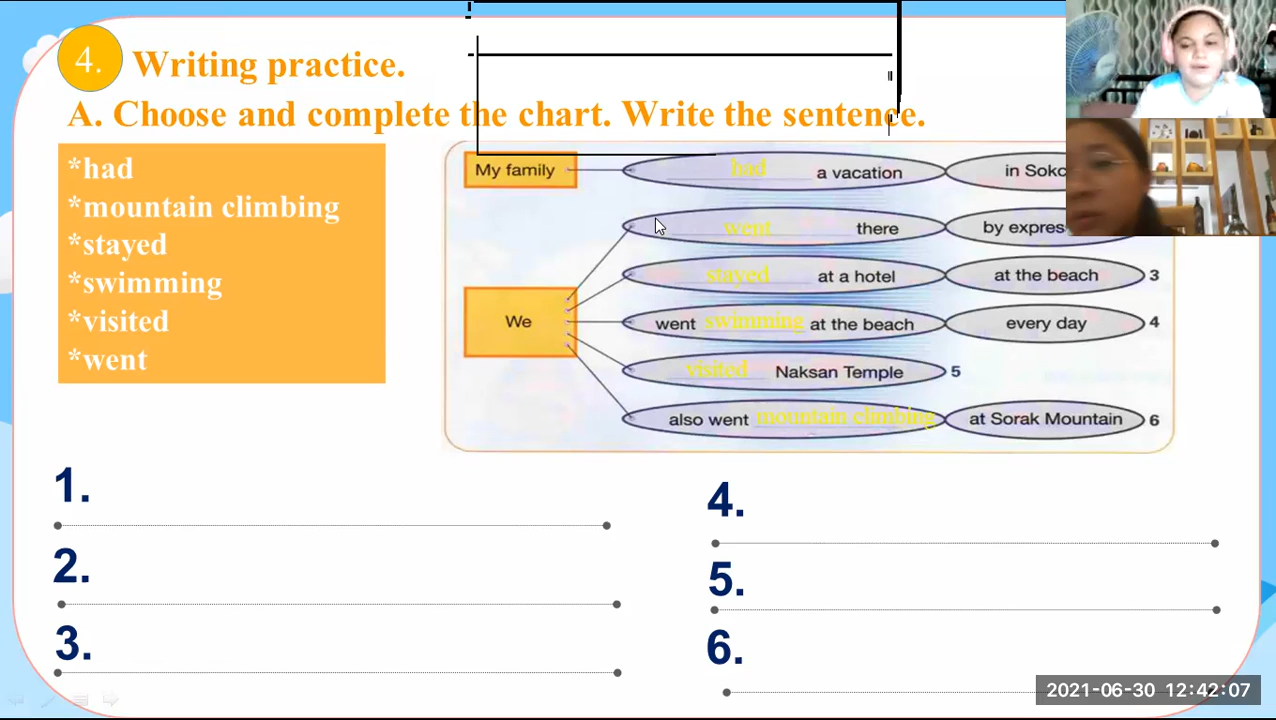 4. Writing practice.
A. Choose and complete the chart. Write the sentence.
*had
*mountain climbing
*stayed
*swimming
*visited
*went
My family had a vacation in
We
went there by
stayed at a hotel at the beach 3
went swimming at the beach every day 4
visited Naksan Temple 5
also went mountain climbing at Sorak Mountain 6
1.
2.
3.
4.
5.
6.
2021-06-30 12:42:07